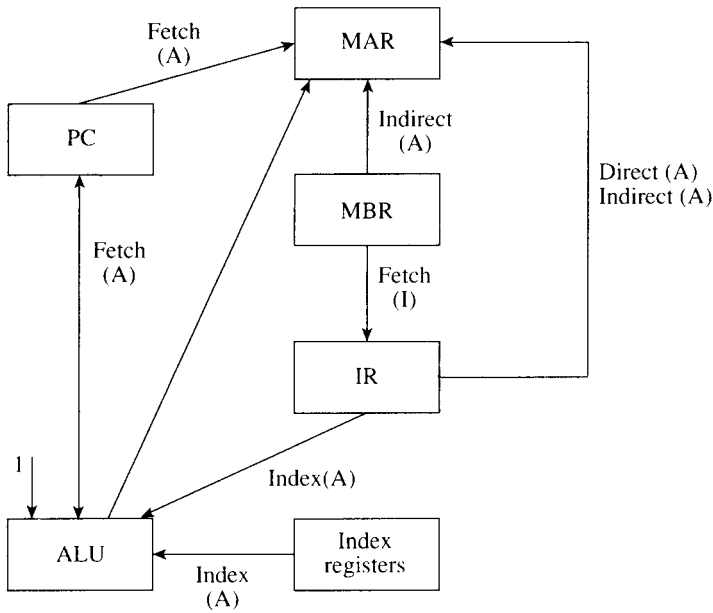 Fetch
(A)
MAR
PC
Indirect
(A)
Direct (A)
Indirect (A)
MBR
Fetch
(A)
Fetch
(I)
IR
1
Index(A)
ALU
Index
registers
Index
(A)